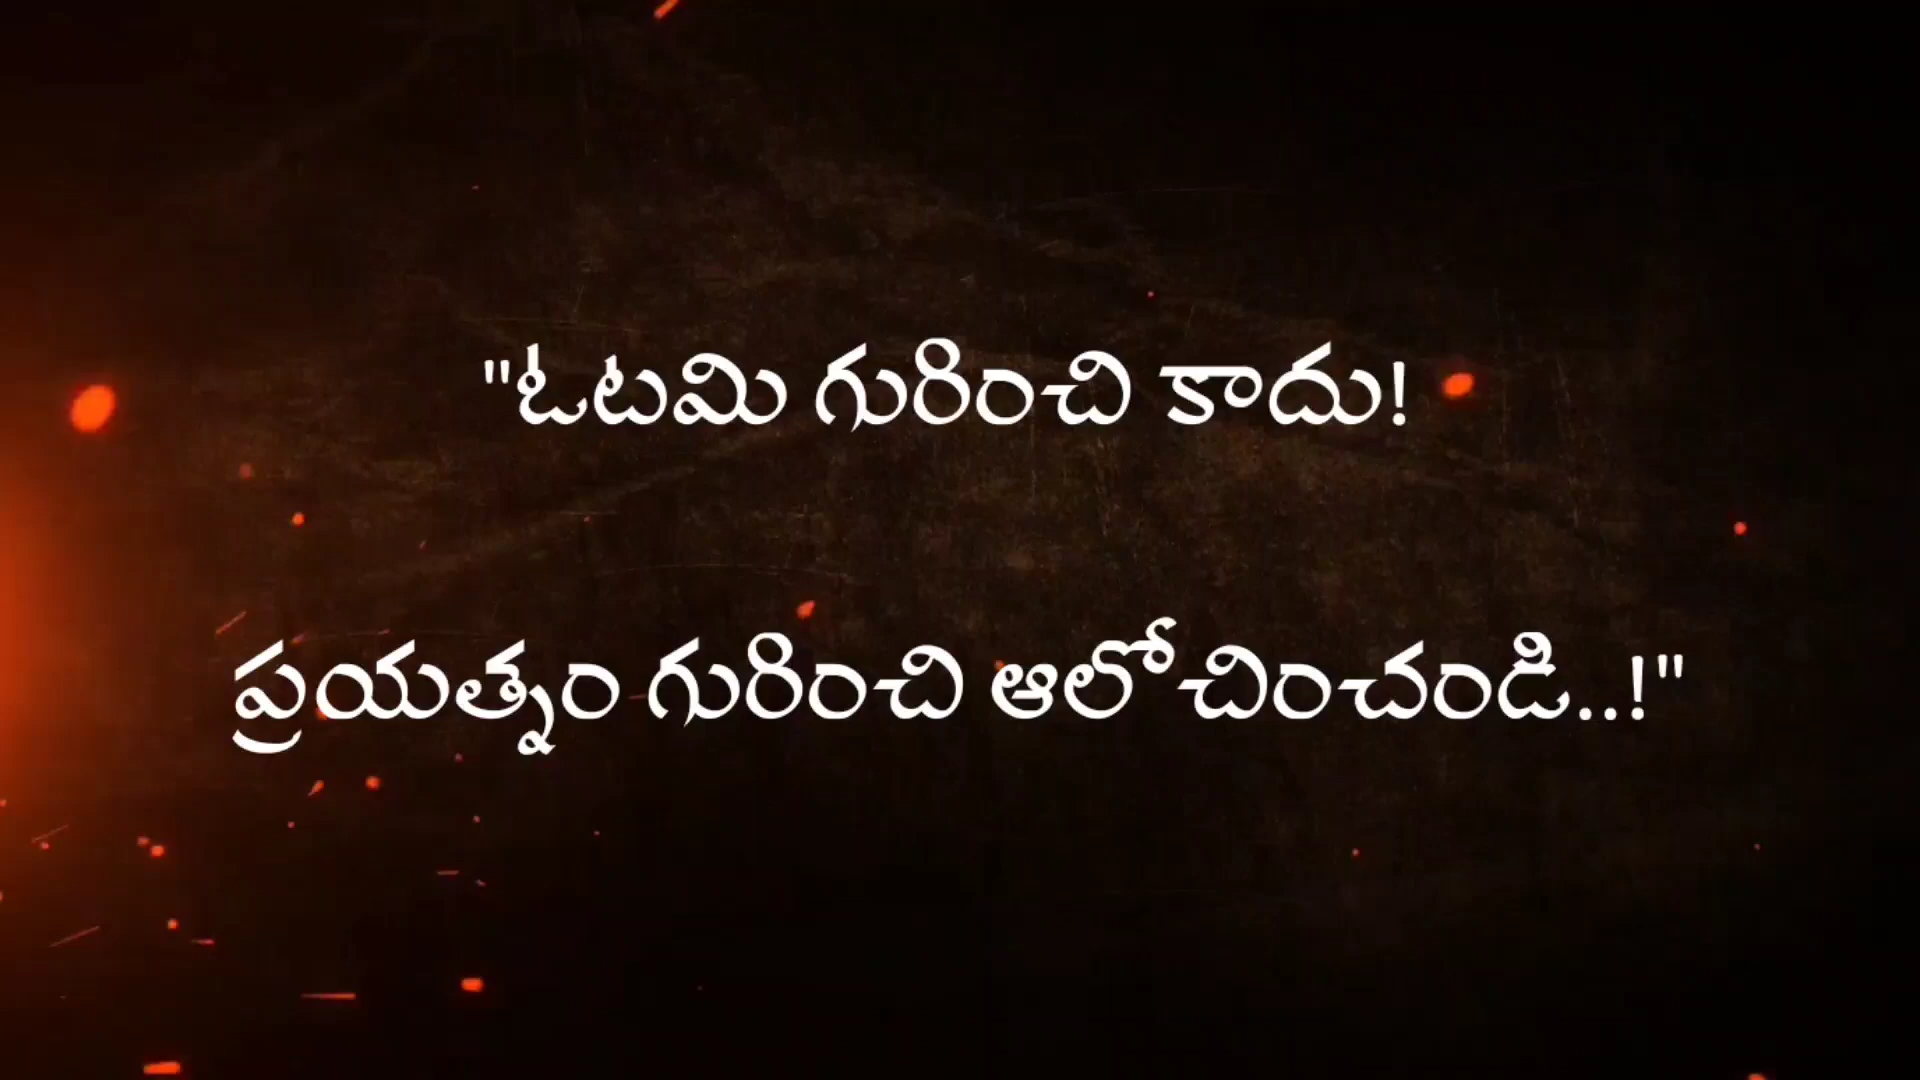 "ఓటమి గురించి కాదు!
ప్రయత్నం గురించి ఆలోచించండి..!"